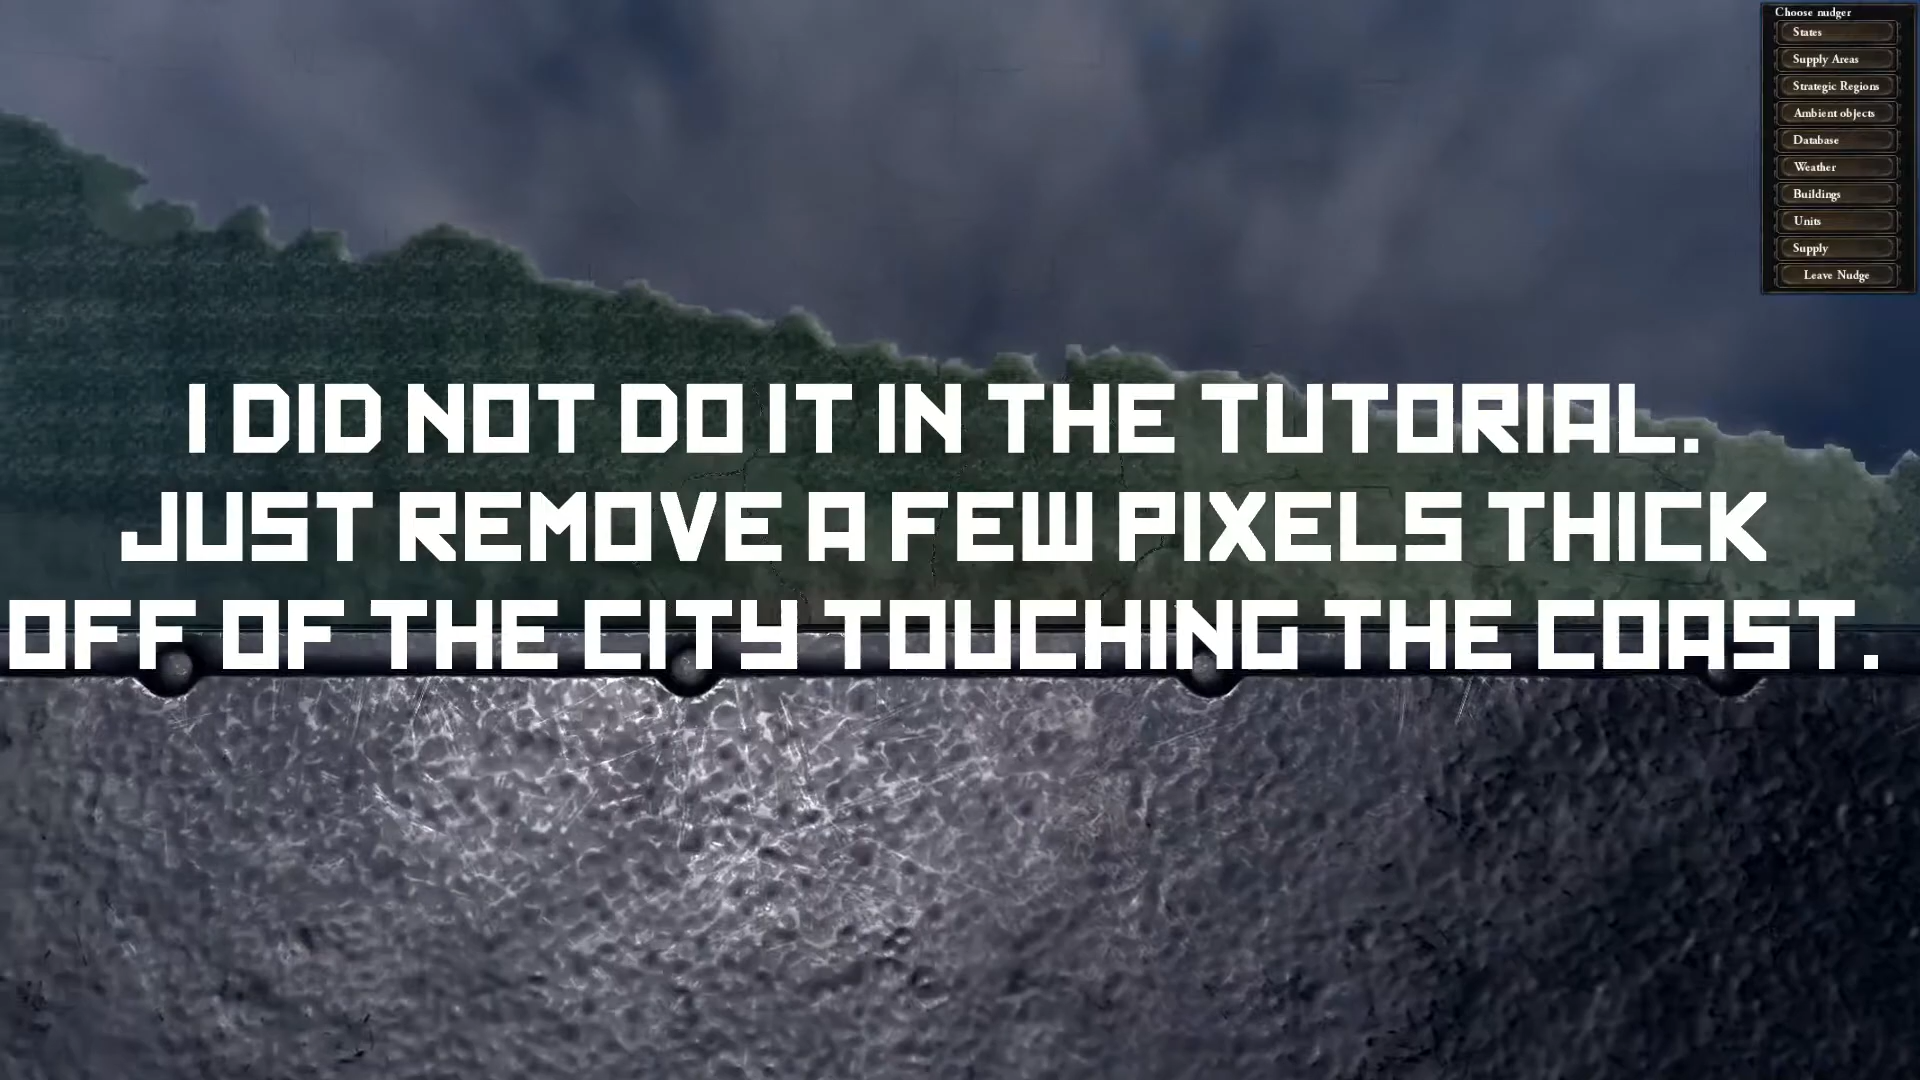 Choose nudger
States
Supply Areas
Strategic Regions
Ambient objects
Database
Weather
Buildings
Units
Supply
Leave Nudge
I DID NOT DO IT IN THE TUTORIAL.
JUST REMOVE A FEW PIXELS THICK
OFF OF THE CITY TOUCHING THE COAST.